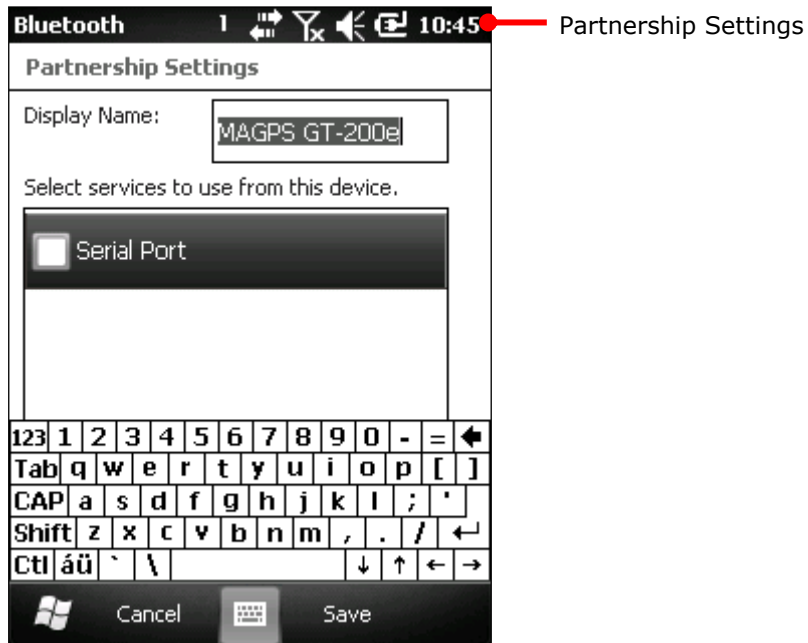 Bluetooth 1 10:45 Partnership Settings
Partnership Settings
Display Name: MAGPS GT-200e
Select services to use from this device.
Serial Port
123 1 2 3 4 5 6 7 8 9 0 - =
Tab q w e r t y u i o p [ ]
CAP a s d f g h j k l ; '
Shift z x c v b n m , . / ↵
Ctl áü ` \ ↓ ↑ ← →
Cancel Save